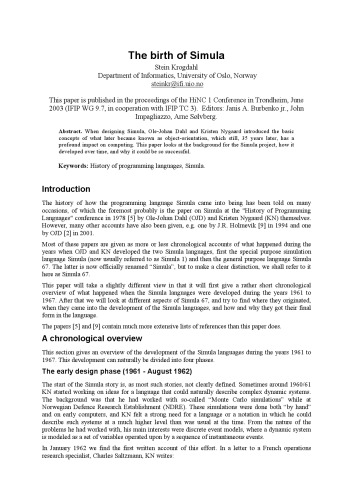 The birth of Simula
Stein Krogdahl
Department of Informatics, University of Oslo, Norway
steinkr@ifi.uio.no
This paper is published in the proceedings of the HiNC 1 Conference in Trondheim, June
2003 (IFIP WG 9.7, in cooperation with IFIP TC 3). Editors: Janis A. Burbenko jr., John
Impagliazzo, Arne Sølvberg.
Abstract. When designing Simula, Ole-Johan Dahl and Kristen Nygaard introduced the basic
concepts of what later became known as object-orientation, which still, 35 years later, has a
profound impact on computing. This paper looks at the background for the Simula project, how it
developed over time, and why it could be so successful.
Keywords: History of programming languages, Simula.
Introduction
The history of how the programming language Simula came into being has been told on many
occasions, of which the foremost probably is the paper on Simula at the "History of Programming
Languages" conference in 1978 [5] by Ole-Johan Dahl (OJD) and Kristen Nygaard (KN) themselves.
However, many other accounts have also been given, e.g. one by J.R. Holmevik [9] in 1994 and one
by OJD [2] in 2001.
Most of these papers are given as more or less chronological accounts of what happened during the
years when OJD and KN developed the two Simula languages, first the special purpose simulation
language Simula (now usually referred to as Simula 1) and then the general purpose language Simula
67. The latter is now officially renamed "Simula", but to make a clear distinction, we shall refer to it
here as Simula 67.
This paper will take a slightly different view in that it will first give a rather short chronological
overview of what happened when the Simula languages were developed during the years 1961 to
1967. After that we will look at different aspects of Simula 67, and try to find where they originated,
when they came into the development of the Simula languages, and how and why they got their final
form in the language.
The papers [5] and [9] contain much more extensive lists of references than this paper does.
A chronological overview
This section gives an overview of the development of the Simula languages during the years 1961 to
1967. This development can naturally be divided into four phases.
The early design phase (1961 - August 1962)
The start of the Simula story is, as most such stories, not clearly defined. Sometimes around 1960/61
KN started working on ideas for a language that could naturally describe complex dynamic systems.
The background was that he had worked with so-called "Monte Carlo simulations" while at
Norwegian Defence Research Establishment (NDRE). These simulations were done both "by hand"
and on early computers, and KN felt a strong need for a language or a notation in which he could
describe such systems at a much higher level than was usual at the time. From the nature of the
problems he had worked with, his main interests were discrete event models, where a dynamic system
is modeled as a set of variables operated upon by a sequence of instantaneous events.
In January 1962 we find the first written account of this effort. In a letter to a French operations
research specialist, Charles Saltzmann, KN writes: